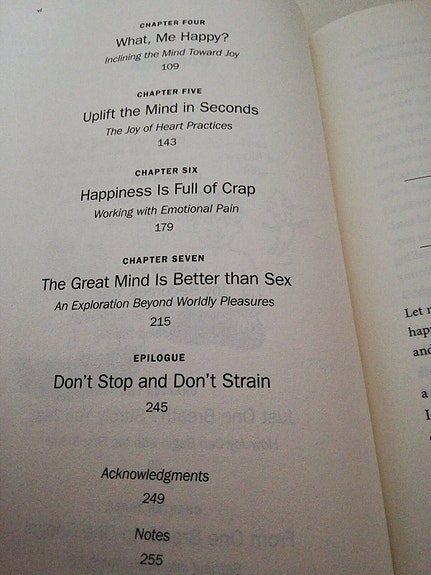 vi
CHAPTER FOUR
What, Me Happy?
Inclining the Mind Toward Joy
109
CHAPTER FIVE
Uplift the Mind in Seconds
The Joy of Heart Practices
143
CHAPTER SIX
Happiness Is Full of Crap
Working with Emotional Pain
179
CHAPTER SEVEN
The Great Mind Is Better than Sex
An Exploration Beyond Worldly Pleasures
215
EPILOGUE
Don't Stop and Don't Strain
245
Acknowledgments
249
Notes
255
Let
happ
and
a